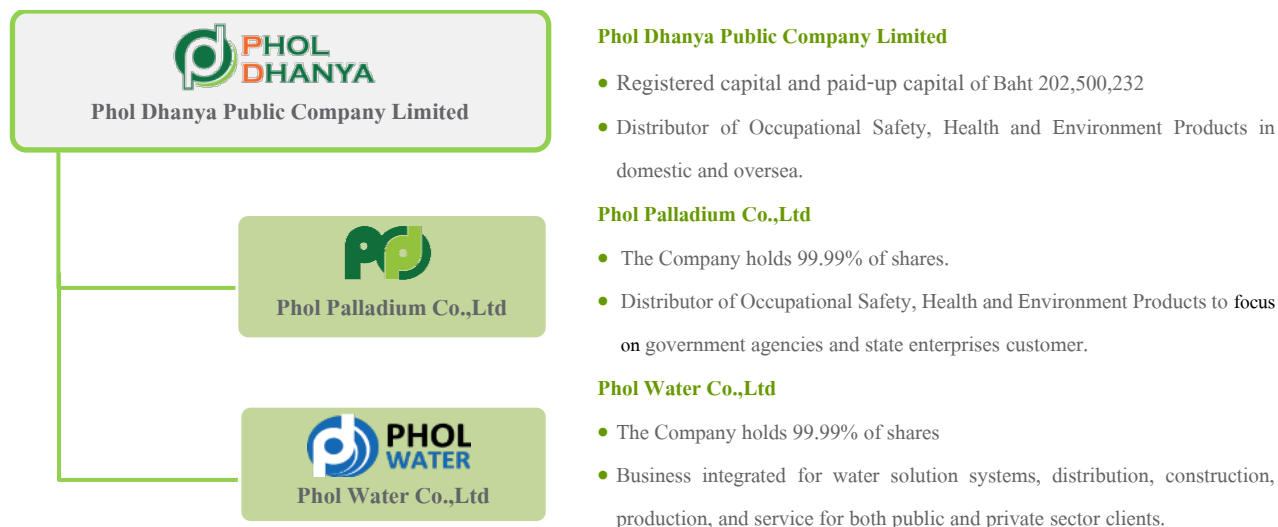 PHOL
DHANYA
Phol Dhanya Public Company Limited
Phol Palladium Co.,Ltd
PHOL
WATER
Phol Water Co.,Ltd
Phol Dhanya Public Company Limited
• Registered capital and paid-up capital of Baht 202,500,232
• Distributor of Occupational Safety, Health and Environment Products in
domestic and oversea.
Phol Palladium Co.,Ltd
• The Company holds 99.99% of shares.
• Distributor of Occupational Safety, Health and Environment Products to focus
on government agencies and state enterprises customer.
Phol Water Co.,Ltd
• The Company holds 99.99% of shares
• Business integrated for water solution systems, distribution, construction,
production, and service for both public and private sector clients.